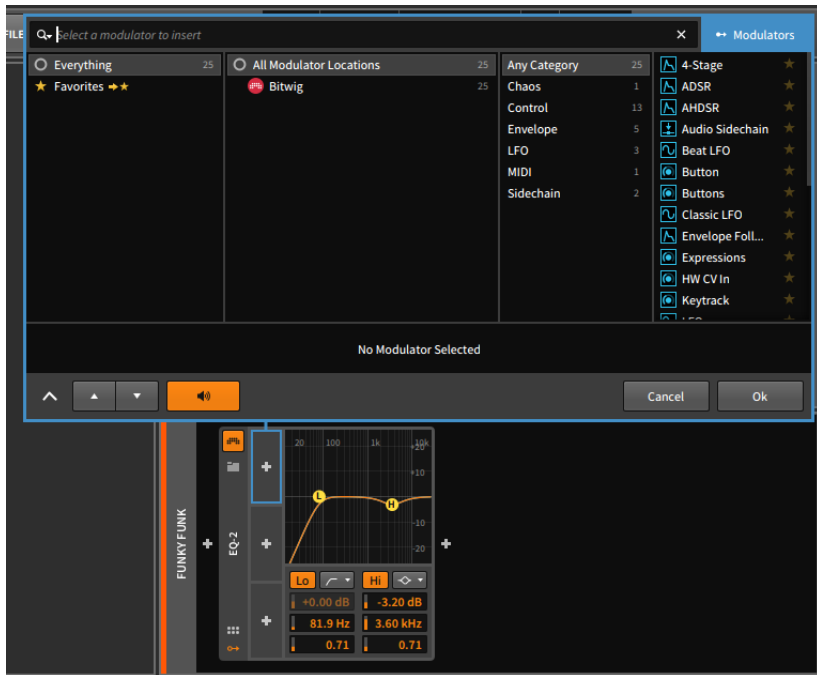 FILE
Select a modulator to insert
Modulators
Everything 25
Favorites
All Modulator Locations 25
Bitwig 25
Any Category 25
Chaos 1
Control 13
Envelope 5
LFO 3
MIDI 1
Sidechain 2
4-Stage
ADSR
AHDSR
Audio Sidechain
Beat LFO
Button
Buttons
Classic LFO
Envelope Foll...
Expressions
HW CV In
Keytrack
LFO
No Modulator Selected
Cancel
Ok
FUNKY FUNK
EQ-2
20 100 1k 10k
+20
+10
-10
-20
L
H
Lo
Hi
+0.00 dB
-3.20 dB
81.9 Hz
3.60 kHz
0.71
0.71